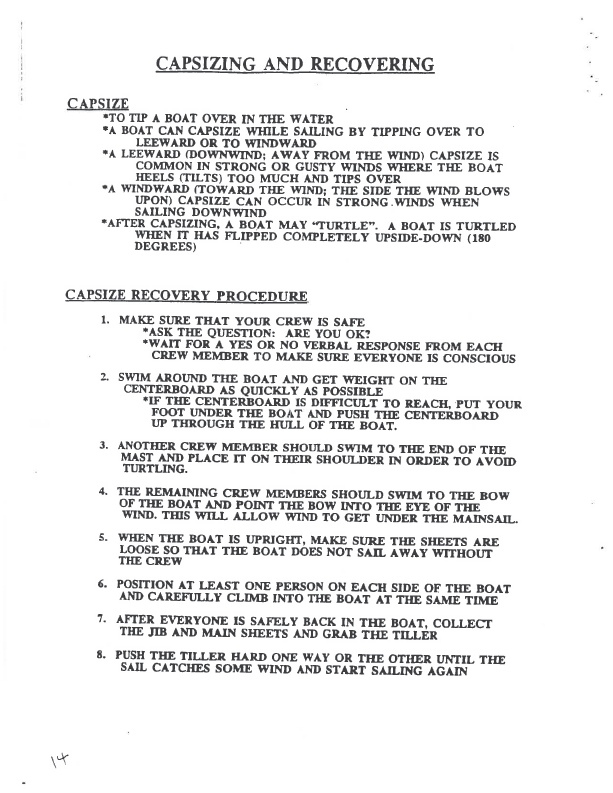 CAPSIZING AND RECOVERING
CAPSIZE
*TO TIP A BOAT OVER IN THE WATER
*A BOAT CAN CAPSIZE WHILE SAILING BY TIPPING OVER TO
LEEWARD OR TO WINDWARD
*A LEEWARD (DOWNWIND; AWAY FROM THE WIND) CAPSIZE IS
COMMON IN STRONG OR GUSTY WINDS WHERE THE BOAT
HEELS (TILTS) TOO MUCH AND TIPS OVER
*A WINDWARD (TOWARD THE WIND; THE SIDE THE WIND BLOWS
UPON) CAPSIZE CAN OCCUR IN STRONG WINDS WHEN
SAILING DOWNWIND
*AFTER CAPSIZING, A BOAT MAY "TURTLE". A BOAT IS TURTLED
WHEN IT HAS FLIPPED COMPLETELY UPSIDE-DOWN (180
DEGREES)
CAPSIZE RECOVERY PROCEDURE
1. MAKE SURE THAT YOUR CREW IS SAFE
*ASK THE QUESTION: ARE YOU OK?
*WAIT FOR A YES OR NO VERBAL RESPONSE FROM EACH
CREW MEMBER TO MAKE SURE EVERYONE IS CONSCIOUS
2. SWIM AROUND THE BOAT AND GET WEIGHT ON THE
CENTERBOARD AS QUICKLY AS POSSIBLE
*IF THE CENTERBOARD IS DIFFICULT TO REACH, PUT YOUR
FOOT UNDER THE BOAT AND PUSH THE CENTERBOARD
UP THROUGH THE HULL OF THE BOAT.
3. ANOTHER CREW MEMBER SHOULD SWIM TO THE END OF THE
MAST AND PLACE IT ON THEIR SHOULDER IN ORDER TO AVOID
TURTLING.
4. THE REMAINING CREW MEMBERS SHOULD SWIM TO THE BOW
OF THE BOAT AND POINT THE BOW INTO THE EYE OF THE
WIND. THIS WILL ALLOW WIND TO GET UNDER THE MAINSAIL.
5. WHEN THE BOAT IS UPRIGHT, MAKE SURE THE SHEETS ARE
LOOSE SO THAT THE BOAT DOES NOT SAIL AWAY WITHOUT
THE CREW
6. POSITION AT LEAST ONE PERSON ON EACH SIDE OF THE BOAT
AND CAREFULLY CLIMB INTO THE BOAT AT THE SAME TIME
7. AFTER EVERYONE IS SAFELY BACK IN THE BOAT, COLLECT
THE JIB AND MAIN SHEETS AND GRAB THE TILLER
8. PUSH THE TILLER HARD ONE WAY OR THE OTHER UNTIL THE
SAIL CATCHES SOME WIND AND START SAILING AGAIN
14